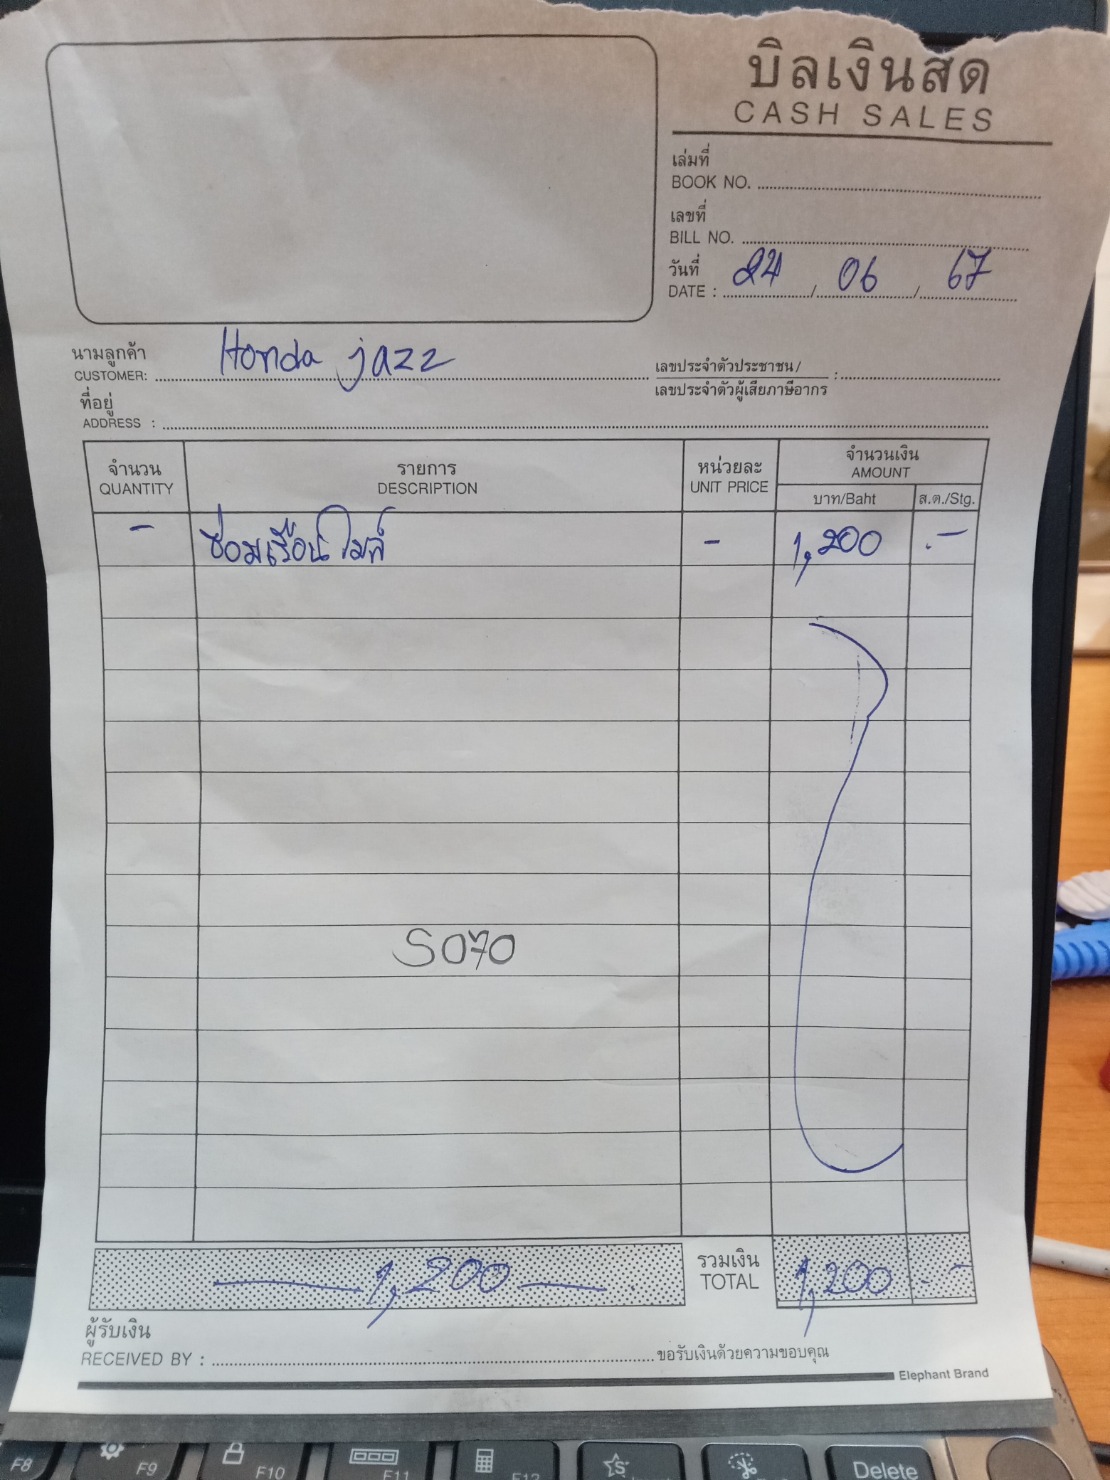 บิลเงินสด
CASH SALES
เล่มที่
BOOK NO.
เลขที่
BILL NO.
วันที่
DATE : 24 / 06 / 67
นามลูกค้า
CUSTOMER: Honda jazz
เลขประจำตัวประชาชน/
เลขประจำตัวผู้เสียภาษีอากร :
ที่อยู่
ADDRESS :
จำนวน รายการ หน่วยละ จำนวนเงิน
QUANTITY DESCRIPTION UNIT PRICE AMOUNT
บาท/Baht ส.ต./Stg.
- ซ่อมเรือนไมล์ - 1,200 .-
S070
1,200 รวมเงิน 1,200 .-
TOTAL
ผู้รับเงิน
RECEIVED BY : ขอรับเงินด้วยความขอบคุณ
Elephant Brand
F8 F9 F10 F11 F12 Delete